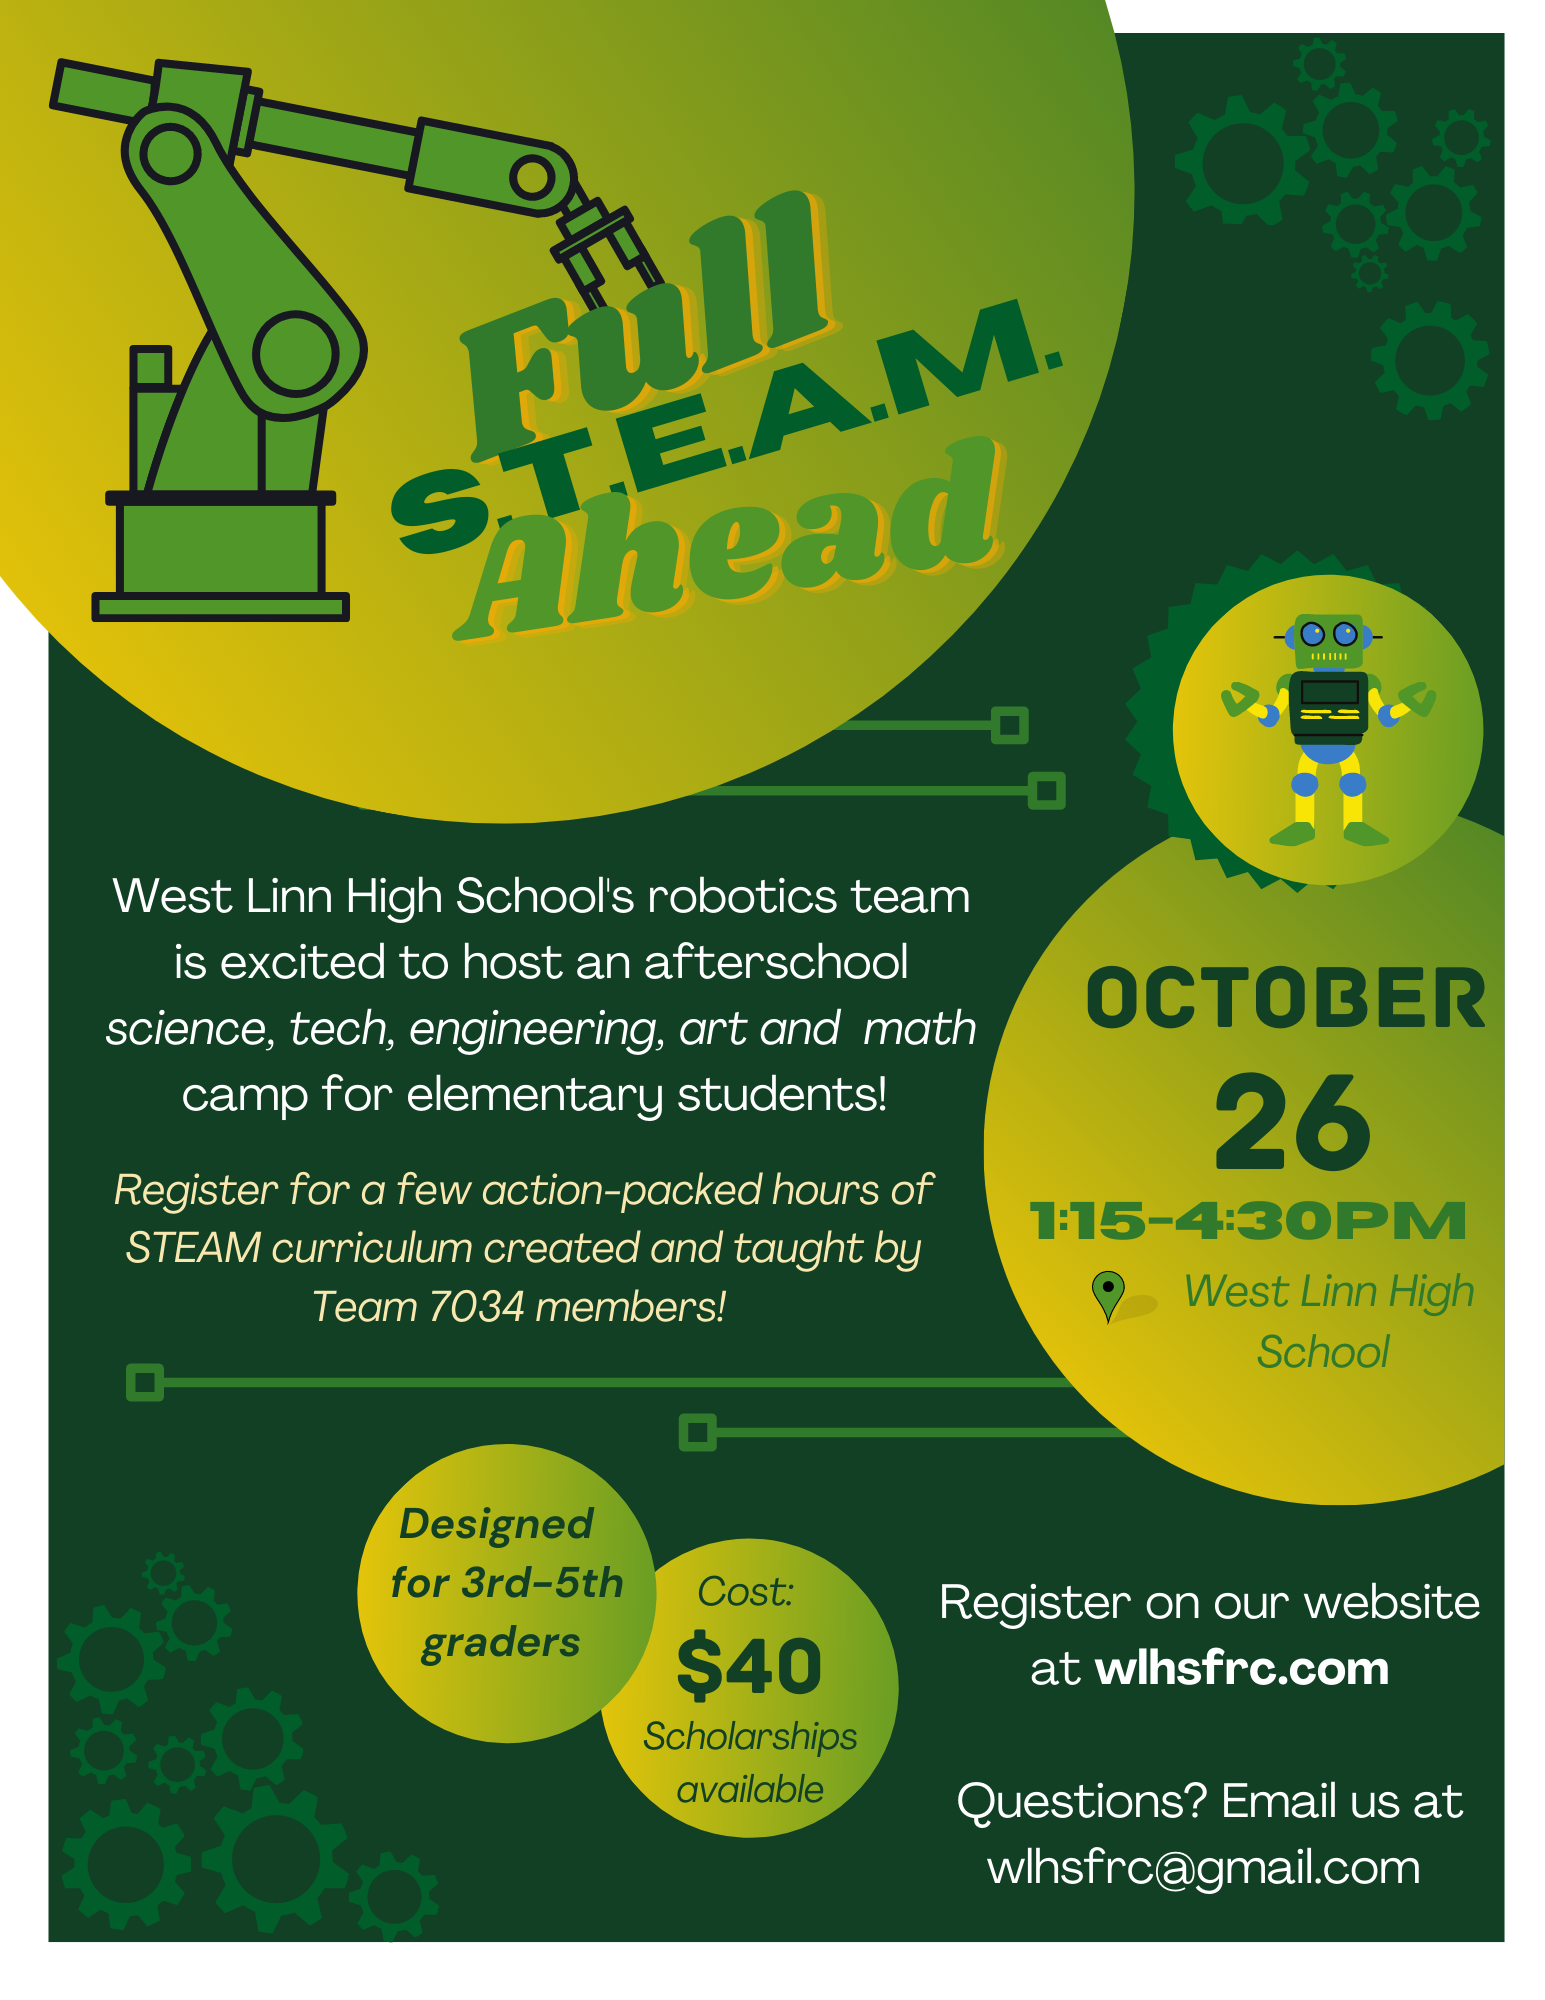 Full
S.T.E.A.M.
Ahead
West Linn High School's robotics team
is excited to host an afterschool
science, tech, engineering, art and math
camp for elementary students!
Register for a few action-packed hours of
STEAM curriculum created and taught by
Team 7034 members!
OCTOBER
26
1:15-4:30PM
West Linn High
School
Designed
for 3rd-5th
graders
Cost:
$40
Scholarships
available
Register on our website
at wlhsfrc.com
Questions? Email us at
wlhsfrc@gmail.com